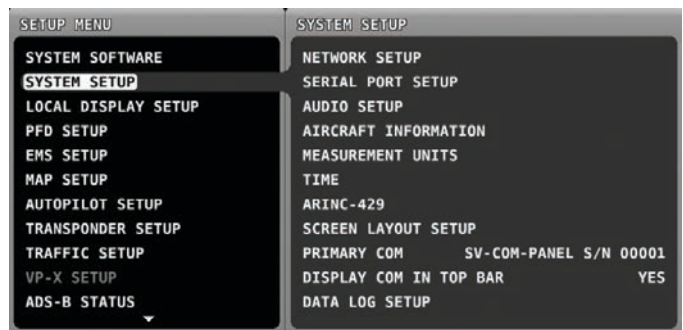 SETUP MENU
SYSTEM SOFTWARE
SYSTEM SETUP
LOCAL DISPLAY SETUP
PFD SETUP
EMS SETUP
MAP SETUP
AUTOPILOT SETUP
TRANSPONDER SETUP
TRAFFIC SETUP
VP-X SETUP
ADS-B STATUS
SYSTEM SETUP
NETWORK SETUP
SERIAL PORT SETUP
AUDIO SETUP
AIRCRAFT INFORMATION
MEASUREMENT UNITS
TIME
ARINC-429
SCREEN LAYOUT SETUP
PRIMARY COM SV-COM-PANEL S/N 00001
DISPLAY COM IN TOP BAR YES
DATA LOG SETUP